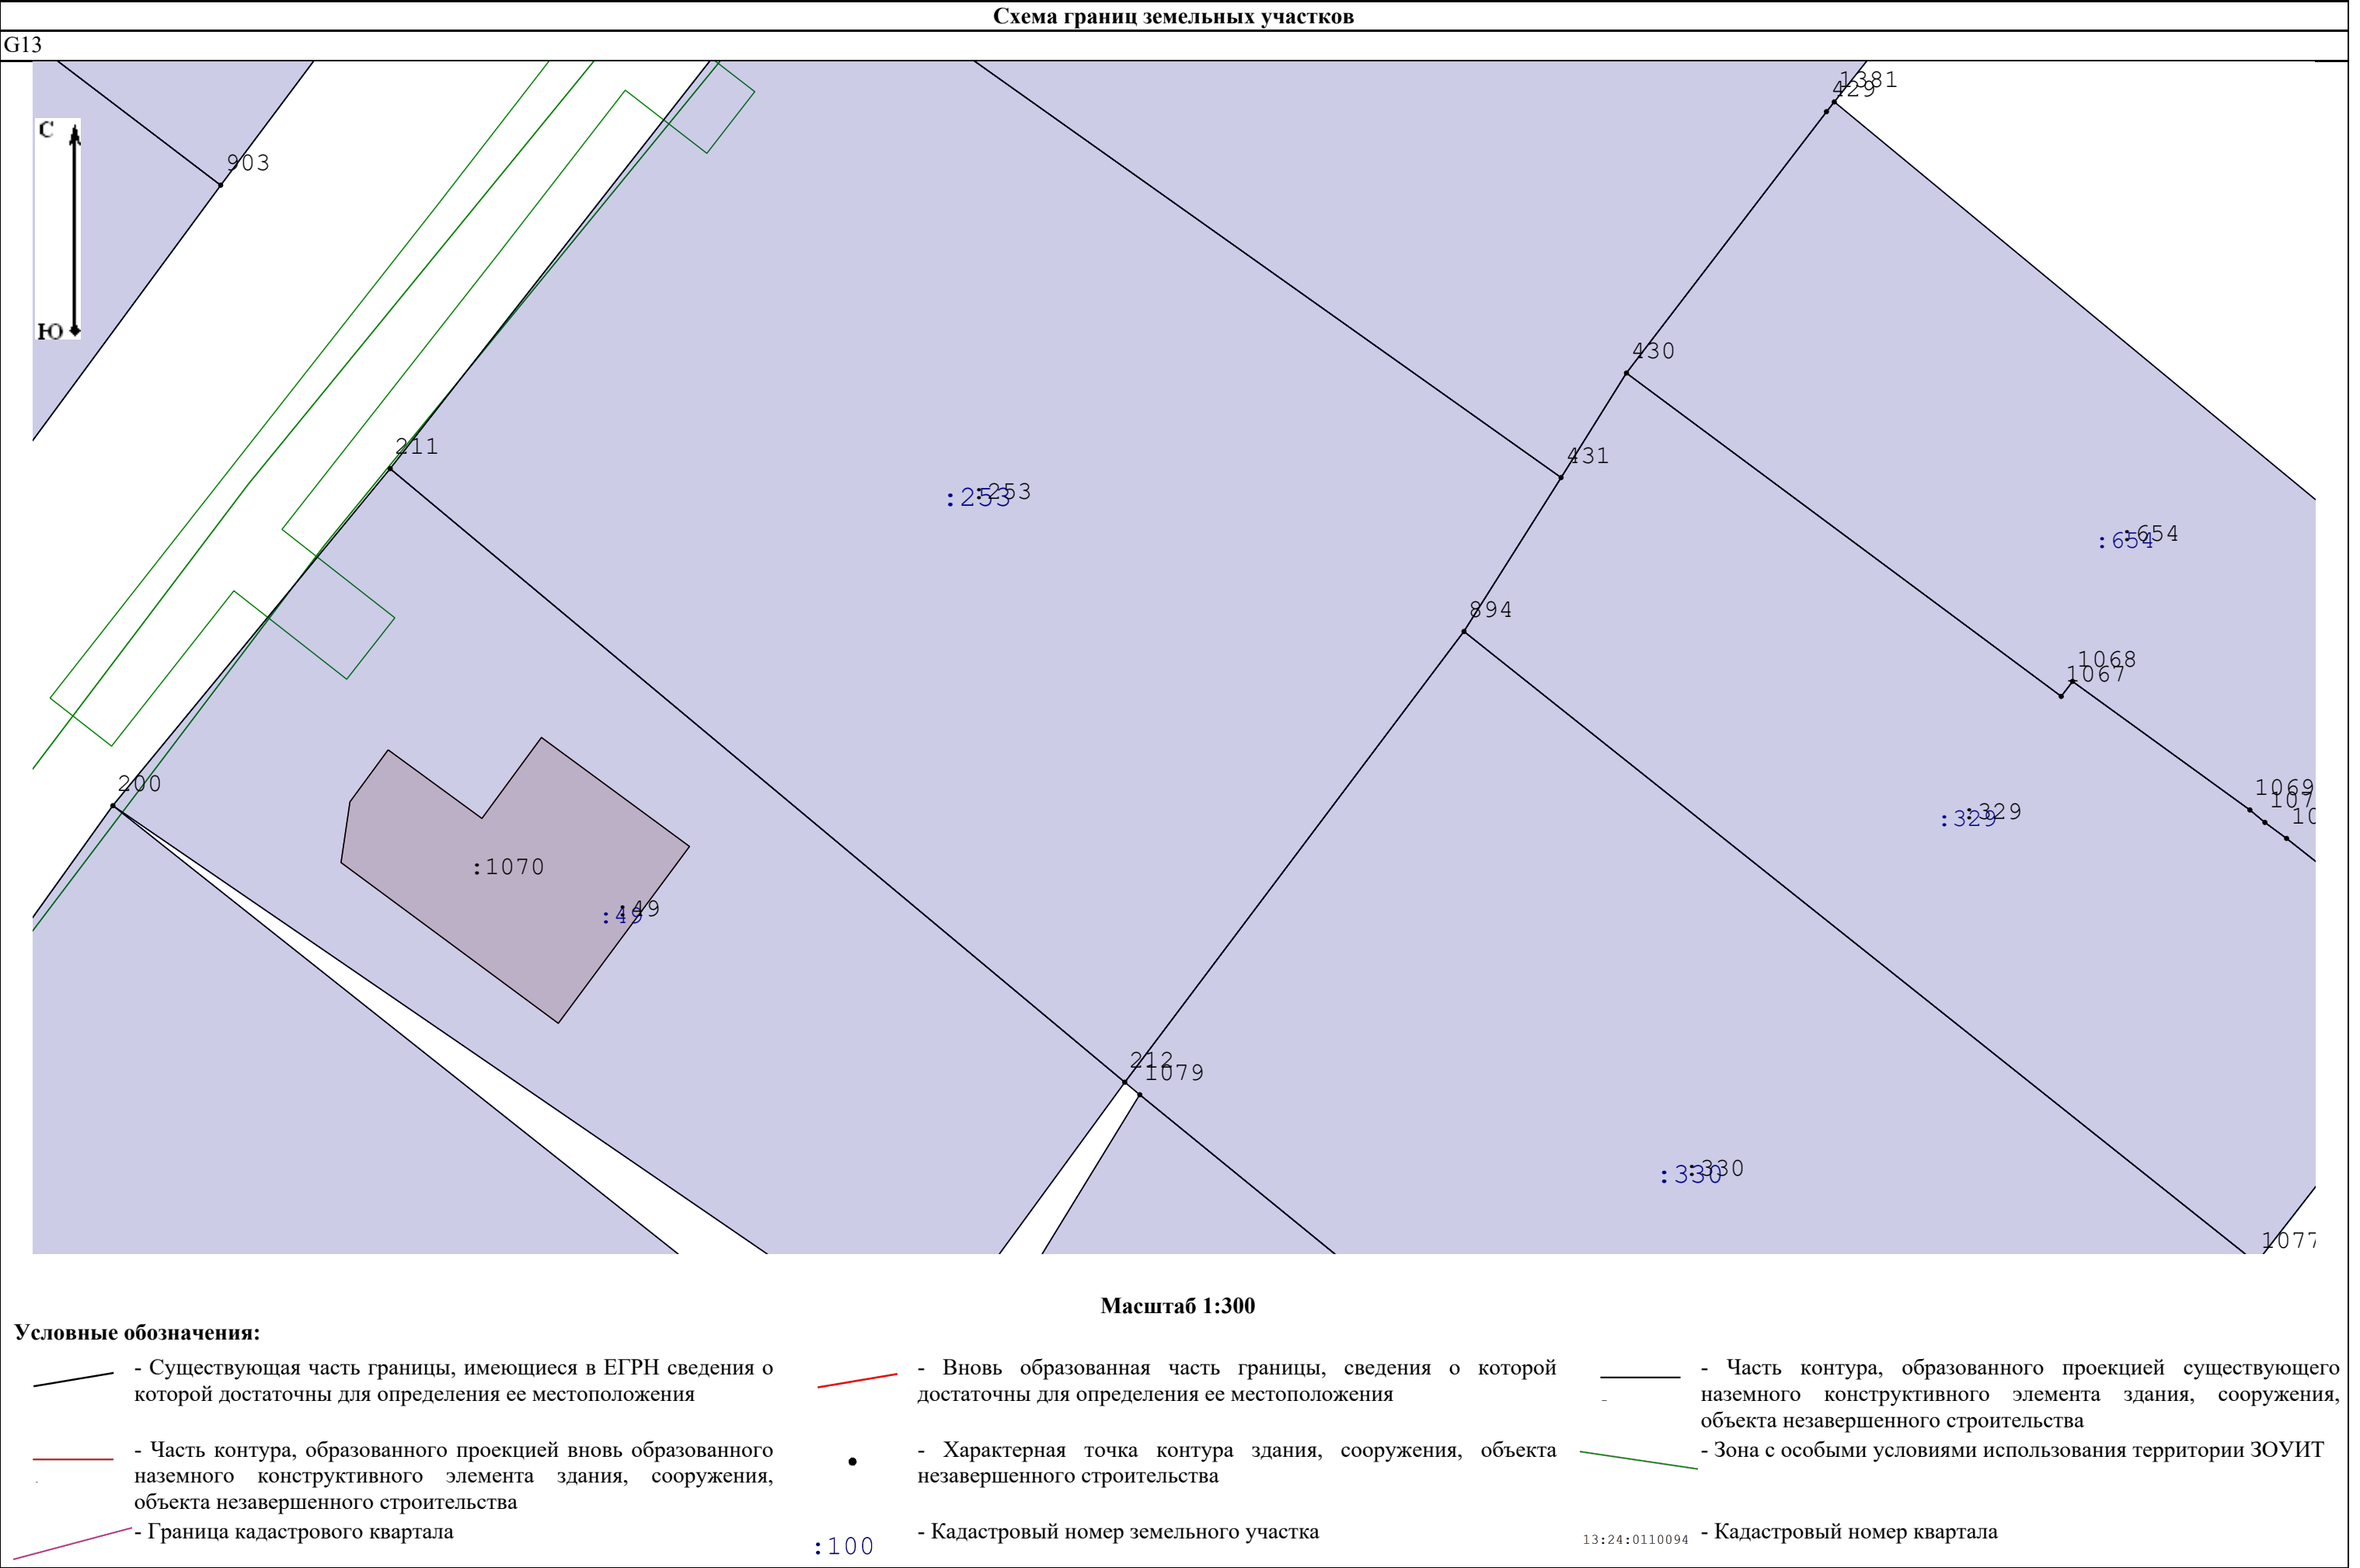 Схема границ земельных участков
G13
1381
429
С
903
Ю
430
211
431
:253
:253
:654
:654
894
1068
1067
200
1069
107
10
:329
:329
:1070
:49
:49
212
1079
:330
:330
1077
Масштаб 1:300
Условные обозначения:
- Существующая часть границы, имеющиеся в ЕГРН сведения о
которой достаточны для определения ее местоположения
- Вновь образованная часть границы, сведения о которой
достаточны для определения ее местоположения
- Часть контура, образованного проекцией существующего
наземного конструктивного элемента здания, сооружения,
объекта незавершенного строительства
- Часть контура, образованного проекцией вновь образованного
наземного конструктивного элемента здания, сооружения,
объекта незавершенного строительства
- Характерная точка контура здания, сооружения, объекта
незавершенного строительства
- Зона с особыми условиями использования территории ЗОУИТ
- Граница кадастрового квартала
:100
- Кадастровый номер земельного участка
13:24:0110094
- Кадастровый номер квартала